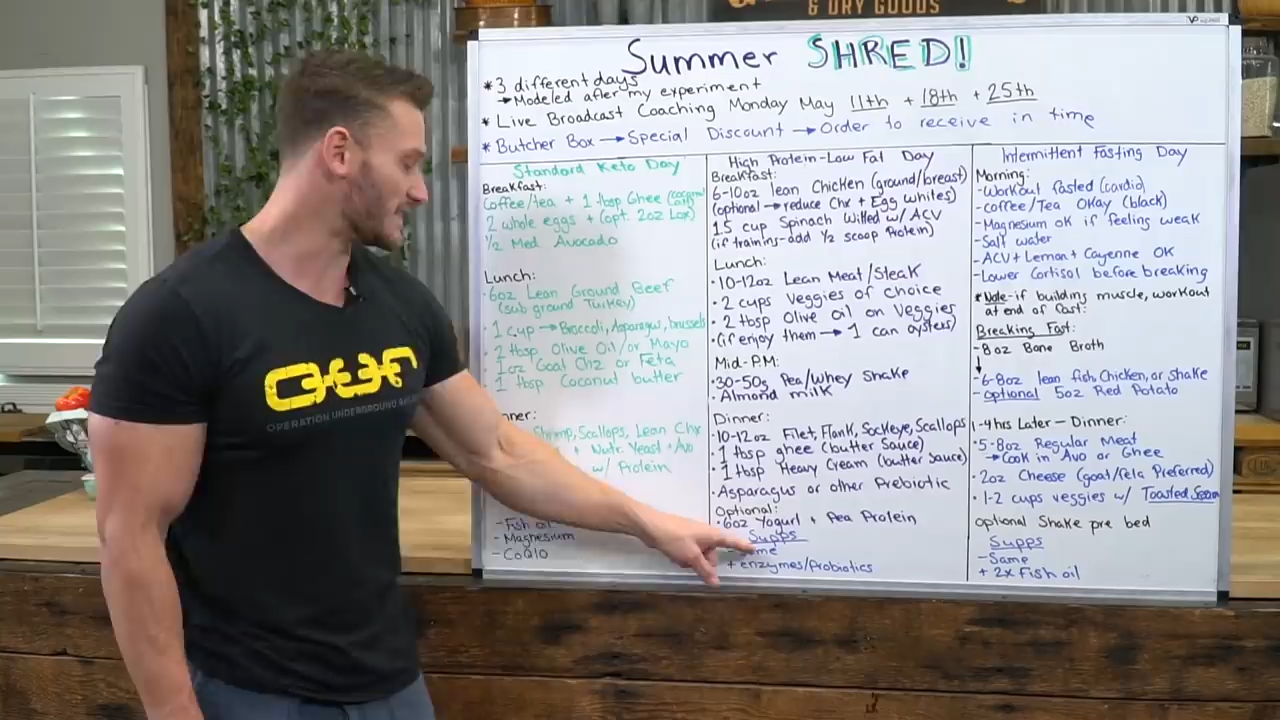 & DRY GOODS
Summer SHRED!
* 3 different days
→ Modeled after my experiment
* Live Broadcast Coaching Monday May 11th + 18th + 25th
* Butcher Box → Special Discount → Order to receive in time
Standard Keto Day
Breakfast:
Coffee/tea + 1 tbsp Ghee (coconut oil)
2 whole eggs + (opt. 2oz Lox)
1/2 Med Avocado
Lunch:
· 6oz Lean Ground Beef
(sub ground Turkey)
· 1 cup → Broccoli, Asparagus, brussels
· 2 tbsp Olive Oil/or Mayo
1oz Goat Chz or Feta
· 1 tbsp Coconut butter
nner:
Shrimp, Scallops, Lean Chx
+ Nutr. Yeast + Avo
w/ Protein
- Fish oil
- Magnesium
- CoQ10
High Protein-Low Fat Day
Breakfast:
6-10oz lean Chicken (ground/breast)
(optional → reduce Chx + Egg whites)
1.5 cup Spinach Wilted w/ ACV
(if training-add 1/2 scoop Protein)
Lunch:
· 10-12oz Lean Meat/Steak
· 2 cups Veggies of choice
· 2 tbsp Olive oil on Veggies
· (if enjoy them → 1 can oysters)
Mid-P.M:
· 30-50g Pea/Whey Shake
· Almond milk
Dinner:
· 10-12oz Filet, Flank, Sockeye, Scallops
· 1 tbsp ghee (butter sauce)
· 1 tbsp Heavy Cream (butter sauce)
· Asparagus or other Prebiotic
Optional:
· 6oz Yogurt + Pea Protein
Supps
me
+ enzymes/Probiotics
Intermittent Fasting Day
Morning:
- Workout fasted (cardio)
- coffee/Tea Okay (black)
- Magnesium ok if feeling weak
- Salt water
- ACV + Lemon + Cayenne OK
- Lower Cortisol before breaking
* Note - if building muscle, workout
at end of fast.
Breaking Fast:
- 8oz Bone Broth
↓
- 6-8oz lean fish, Chicken, or shake
- optional 5oz Red Potato
1-4hrs Later - Dinner:
· 5-8oz Regular Meat
→ Cook in Avo or Ghee
· 2oz Cheese (goat/feta Preferred)
· 1-2 cups veggies w/ Toasted
optional Shake pre bed
Supps
- Same
+ 2x Fish oil
OPERATION UNDERGROUND